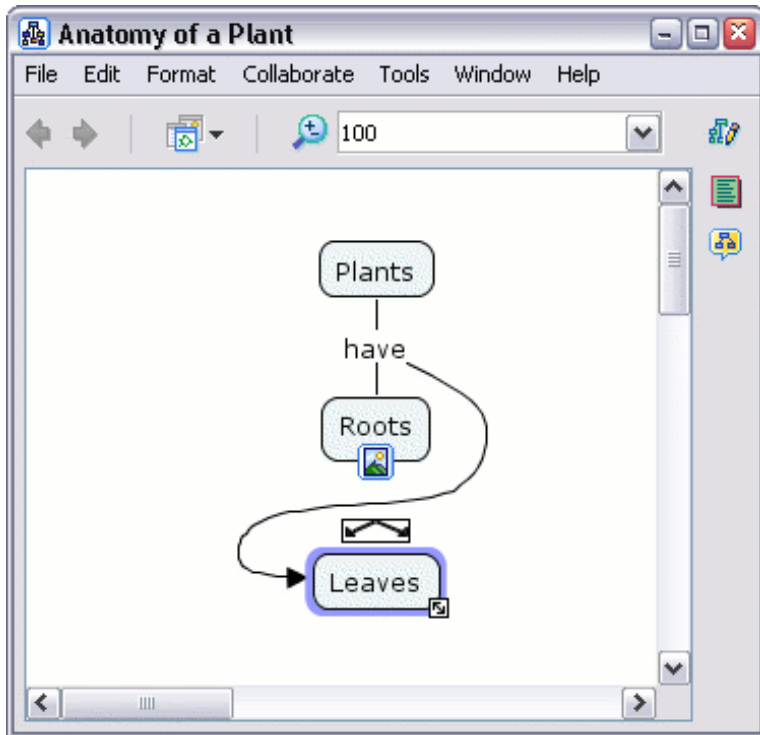 Anatomy of a Plant
File Edit Format Collaborate Tools Window Help
100
Plants
have
Roots
Leaves